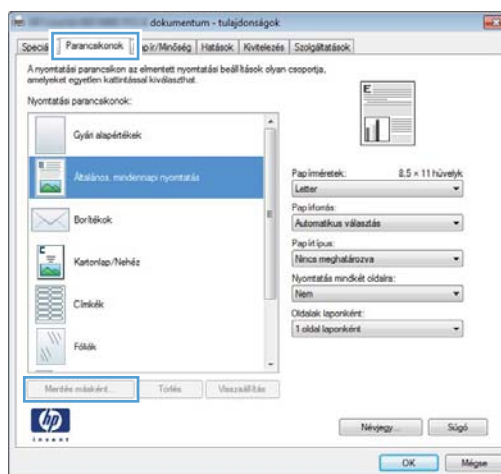 dokumentum - tulajdonságok
Parancsikonok
Papír/Minőség
Hatások
Kivitelezés
Szolgáltatások
A nyomtatási parancsikon az elmentett nyomtatási beállítások olyan csoportja,
amelyeket egyetlen kattintással kiválaszthat.
Nyomtatási parancsikonok:
Gyári alapértékek
Általános, mindennapi nyomtatás
Borítékok
Kartonlap/Nehéz
Címkék
Fóliák
Mentés másként...
Törlés
Visszaállítás
E
Papírméretek:
8,5 × 11 hüvelyk
Letter
Papírforrás:
Automatikus választás
Papírtípus:
Nincs meghatározva
Nyomtatás mindkét oldalra:
Nem
Oldalak laponként:
1 oldal laponként
hp
invent
Névjegy...
Súgó
OK
Mégse